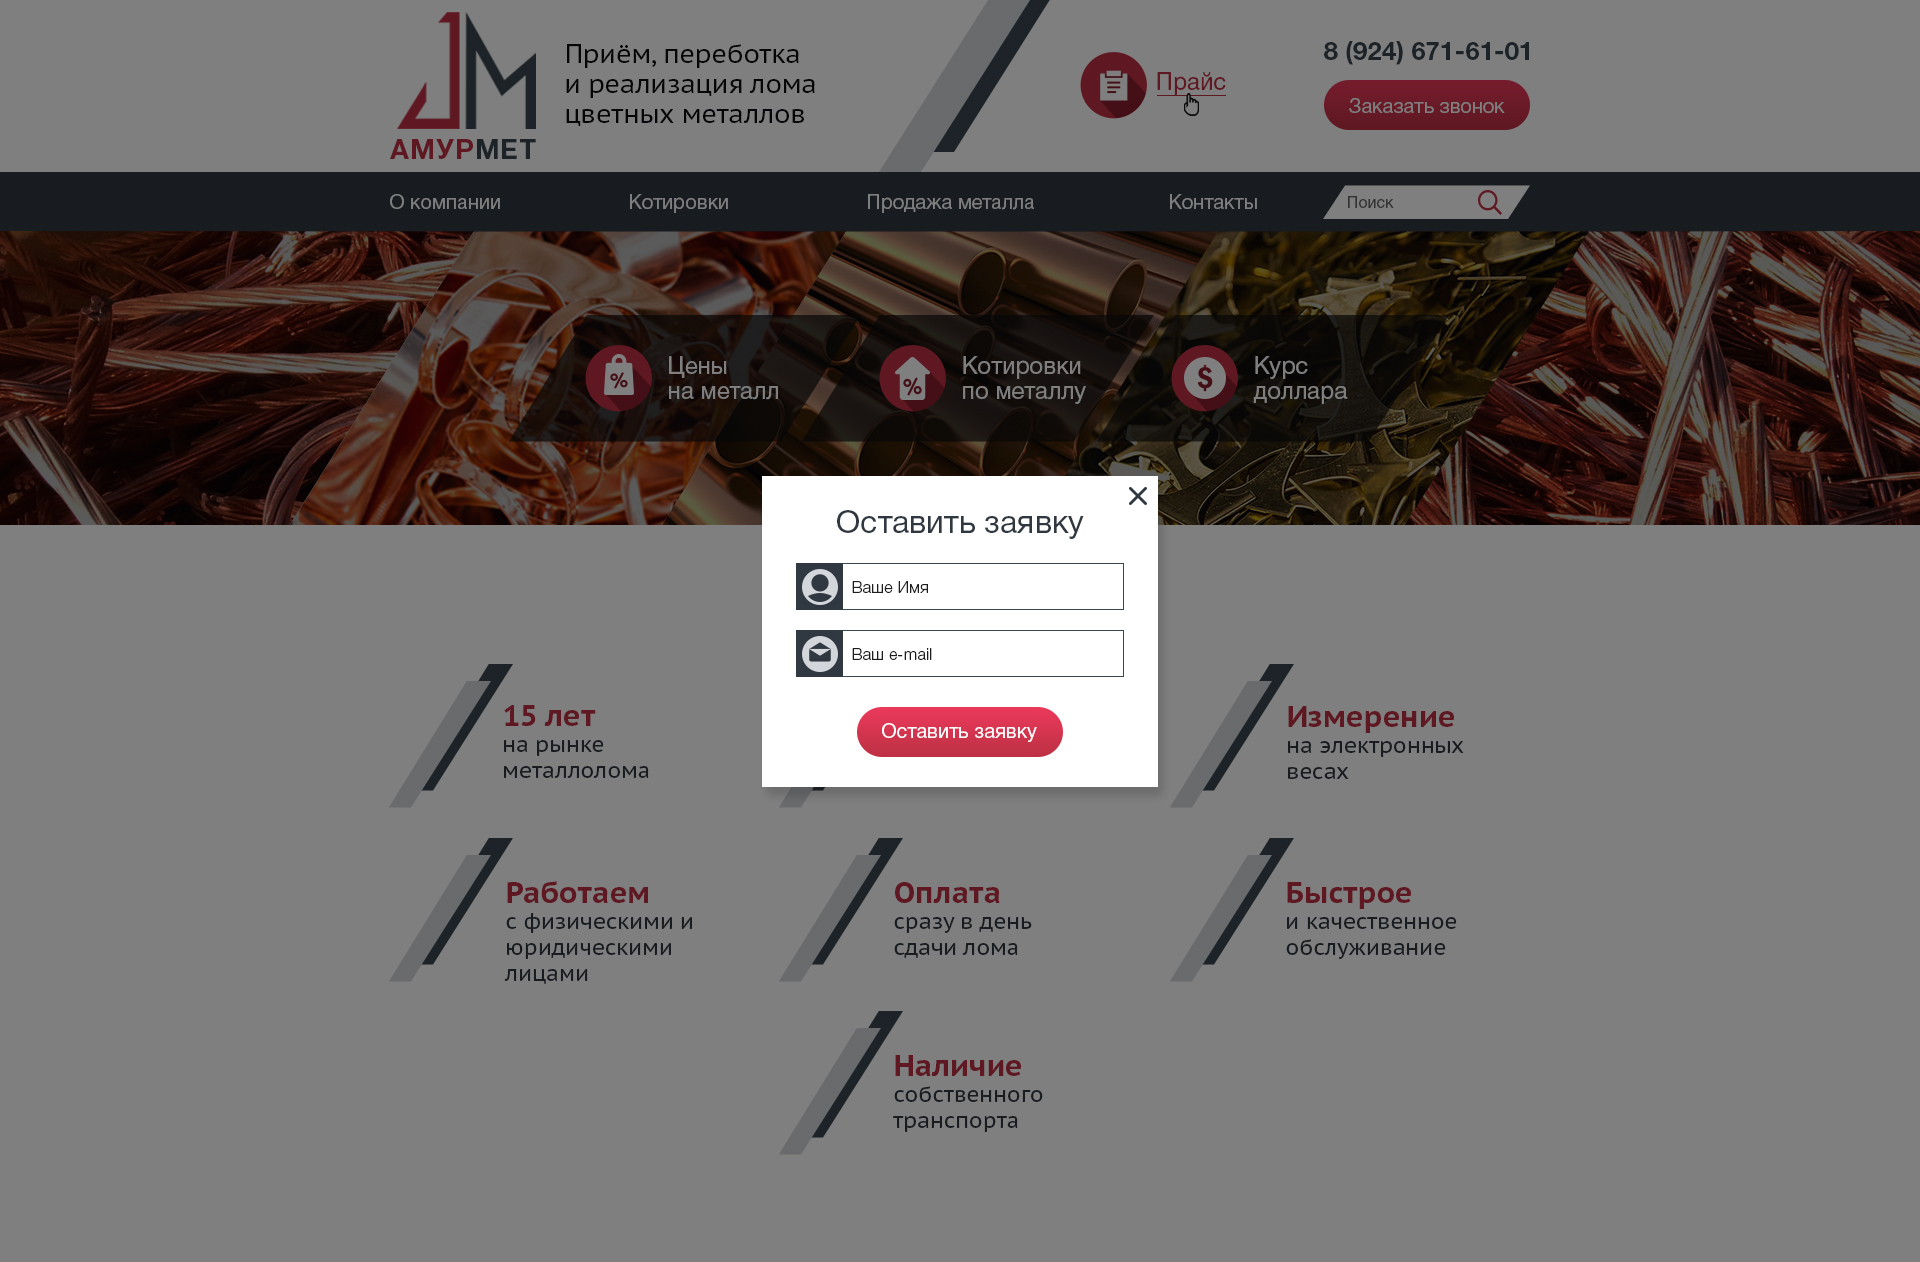 Приём, переботка
и реализация лома
цветных металлов
АМУРМЕТ
Прайс
8 (924) 671-61-01
Заказать звонок
О компании
Котировки
Продажа металла
Контакты
Поиск
Цены
на металл
Котировки
по металлу
Курс
доллара
Оставить заявку
Ваше Имя
Ваш e-mail
Оставить заявку
15 лет
на рынке
металлолома
Измерение
на электронных
весах
Работаем
с физическими и
юридическими
лицами
Оплата
сразу в день
сдачи лома
Быстрое
и качественное
обслуживание
Наличие
собственного
транспорта